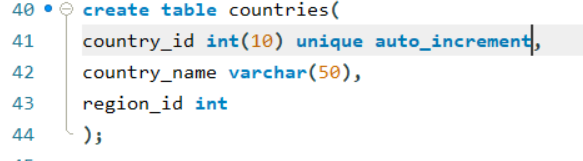 40 create table countries(
41 country_id int(10) unique auto_increment,
42 country_name varchar(50),
43 region_id int
44 );